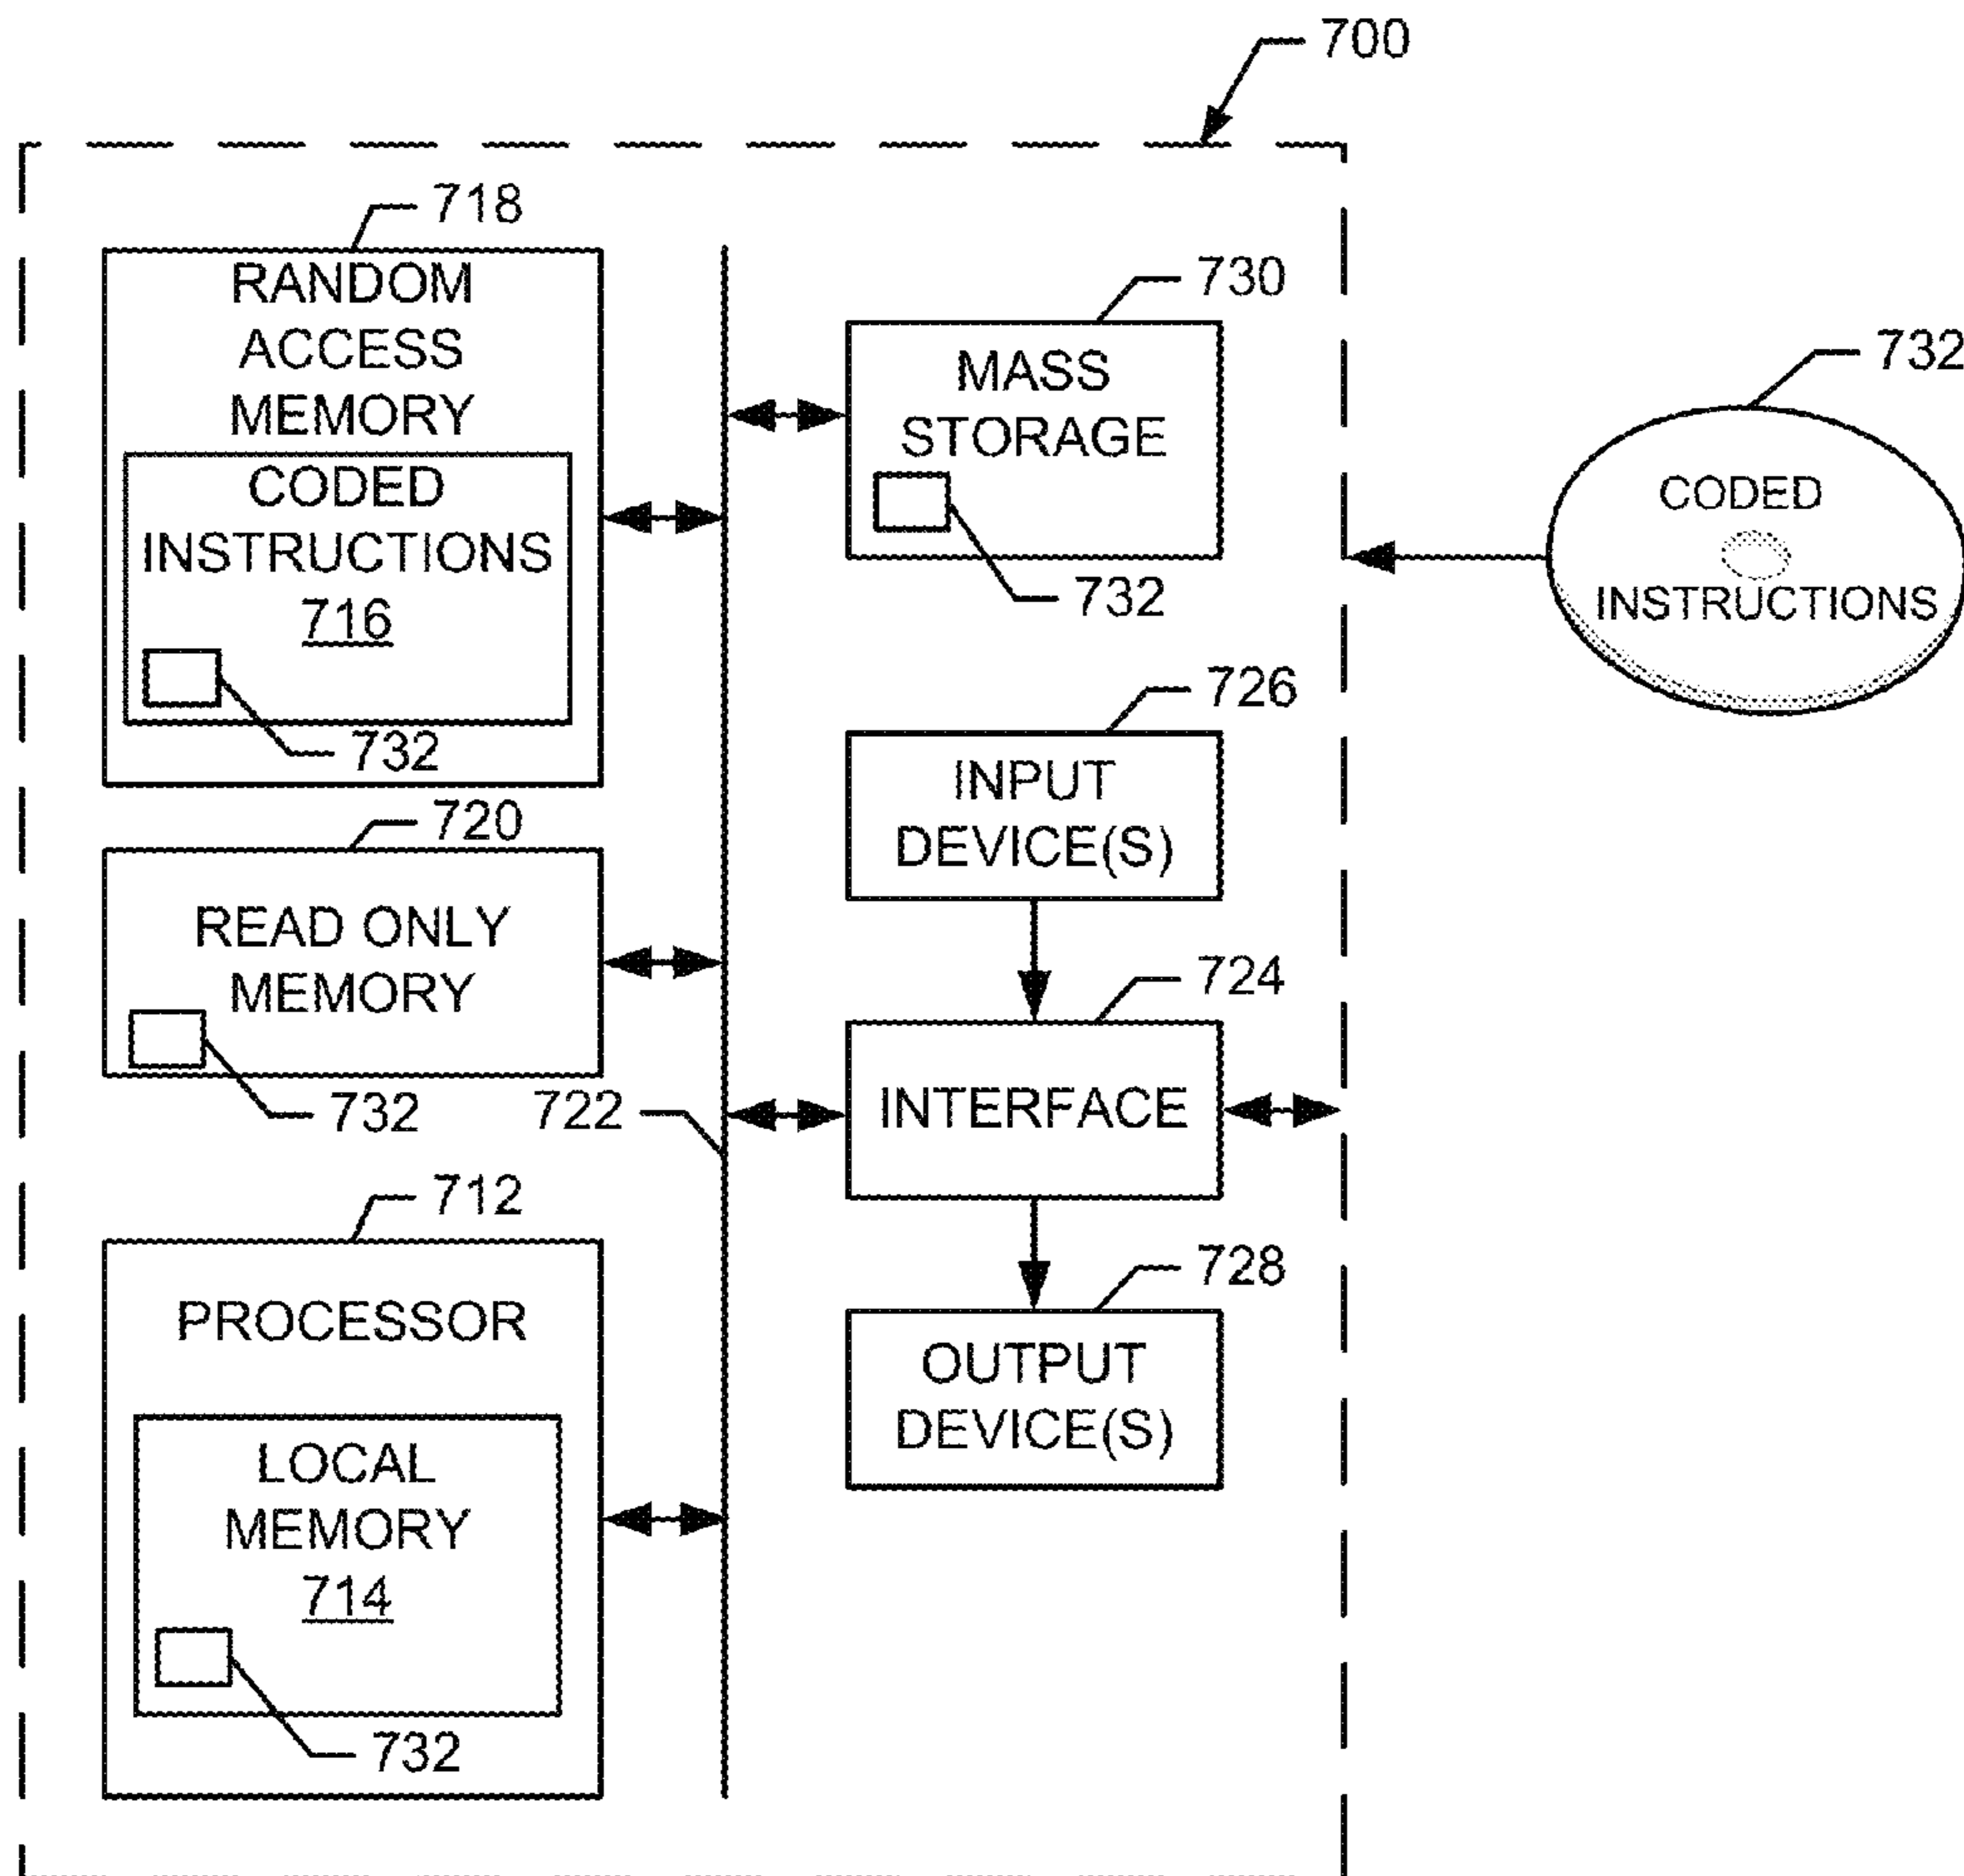 700
718
RANDOM
ACCESS
MEMORY
CODED
INSTRUCTIONS
716
732
720
READ ONLY
MEMORY
732
722
712
PROCESSOR
LOCAL
MEMORY
714
732
730
MASS
STORAGE
732
726
INPUT
DEVICE(S)
724
INTERFACE
728
OUTPUT
DEVICE(S)
732
CODED
INSTRUCTIONS